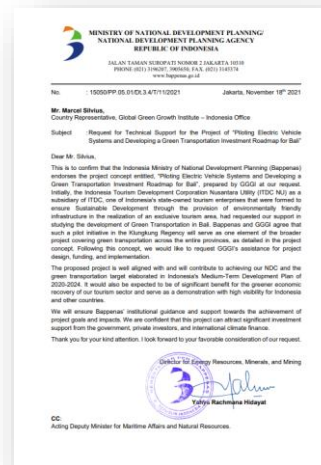 MINISTRY OF NATIONAL DEVELOPMENT PLANNING/
NATIONAL DEVELOPMENT PLANNING AGENCY
REPUBLIC OF INDONESIA
JALAN TAMAN SUROPATI NOMOR 2 JAKARTA 10310
PHONE (021) 3196207, 3905650, FAX. (021) 3145374
www.bappenas.go.id
No. : 15050/PP.05.01/Dt.3.4/T/11/2021 Jakarta, November 18th 2021
Mr. Marcel Silvius,
Country Representative, Global Green Growth Institute – Indonesia Office
Subject : Request for Technical Support for the Project of "Piloting Electric Vehicle
Systems and Developing a Green Transportation Investment Roadmap for Bali"
Dear Mr. Silvius,
This is to confirm that the Indonesia Ministry of National Development Planning (Bappenas)
endorses the project concept entitled, "Piloting Electric Vehicle Systems and Developing a
Green Transportation Investment Roadmap for Bali", prepared by GGGI at our request.
Initially, the Indonesia Tourism Development Corporation Nusantara Utility (ITDC NU) as a
subsidiary of ITDC, one of Indonesia's state-owned tourism enterprises that were formed to
ensure Sustainable Development through the provision of environmentally friendly
infrastructure in the realization of an exclusive tourism area, had requested our support in
studying the development of Green Transportation in Bali. Bappenas and GGGI agree that
such a pilot initiative in the Klungkung Regency will serve as one element of the broader
project covering green transportation across the entire provinces, as detailed in the project
concept. Following this concept, we would like to request GGGI's assistance for project
design, funding, and implementation.
The proposed project is well aligned with and will contribute to achieving our NDC and the
green transportation target elaborated in Indonesia's Medium-Term Development Plan of
2020-2024. It would also be expected to be of significant benefit for the greener economic
recovery of our tourism sector and serve as a demonstration with high visibility for Indonesia
and other countries.
We will ensure Bappenas' institutional guidance and support towards the achievement of
project goals and impacts. We are confident that this project can attract significant investment
support from the government, private investors, and international climate finance.
Thank you for your kind attention. I look forward to your favorable consideration of our request.
Director for Energy Resources, Minerals, and Mining
Yahya Rachmana Hidayat
CC:
Acting Deputy Minister for Maritime Affairs and Natural Resources.